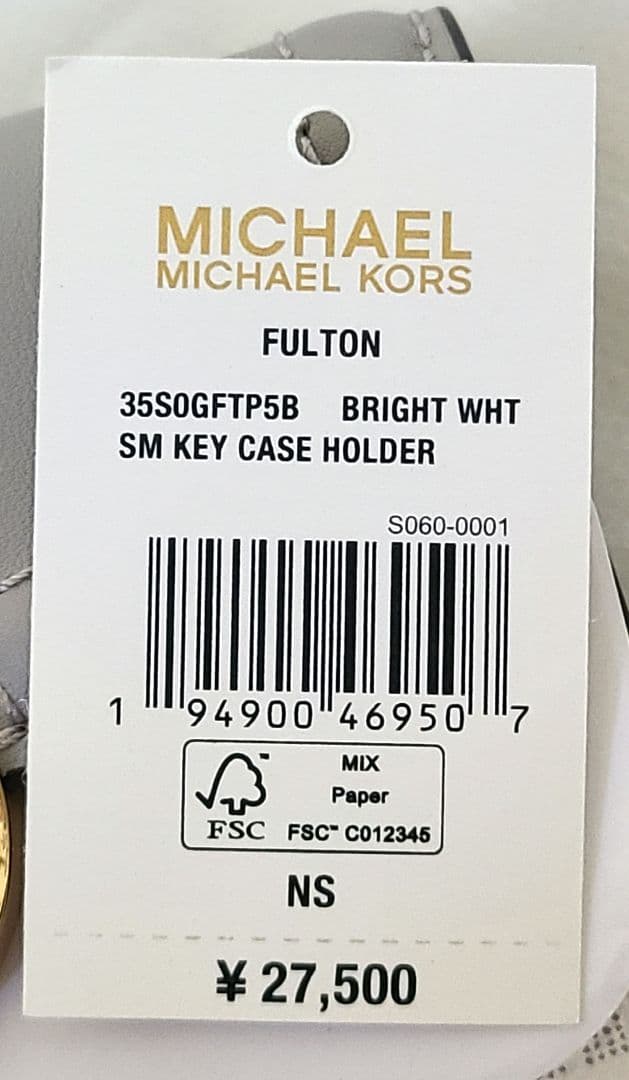 MICHAEL
MICHAEL KORS
FULTON
35S0GFTP5B BRIGHT WHT
SM KEY CASE HOLDER
S060-0001
1 94900 46950 7
MIX
Paper
FSC FSC™ C012345
NS
¥ 27,500